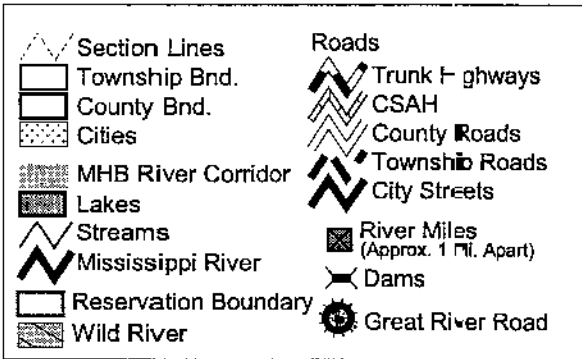 Section Lines
Township Bnd.
County Bnd.
Cities
MHB River Corridor
Lakes
Streams
Mississippi River
Reservation Boundary
Wild River
Roads
Trunk Highways
CSAH
County Roads
Township Roads
City Streets
River Miles
(Approx. 1 Mi. Apart)
Dams
Great River Road